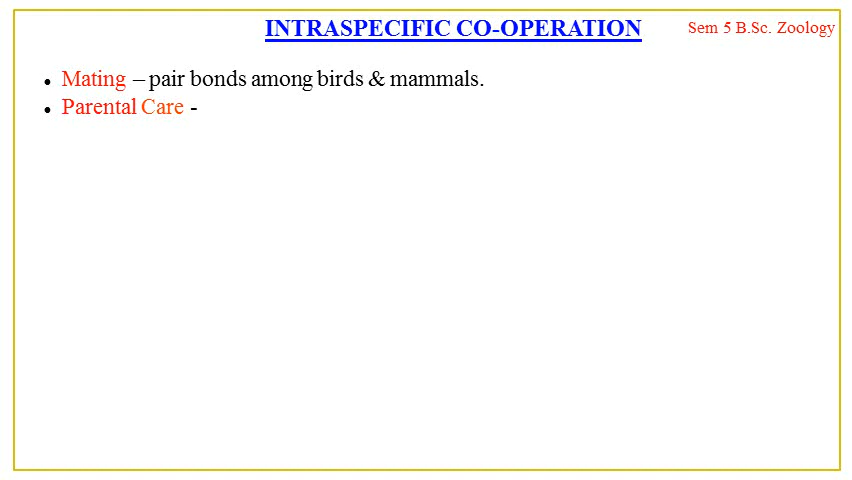 INTRASPECIFIC CO-OPERATION
Sem 5 B.Sc. Zoology
• Mating – pair bonds among birds & mammals.
• Parental Care -